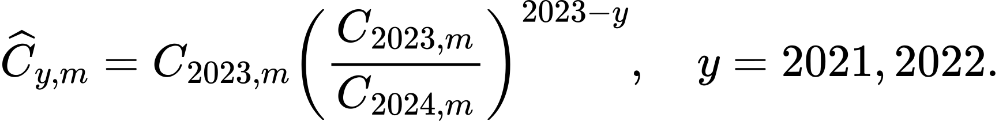 $\widehat{C}_{y,m} = C_{2023,m} \left( \frac{C_{2023,m}}{C_{2024,m}} \right)^{2023-y}, \quad y = 2021, 2022.$